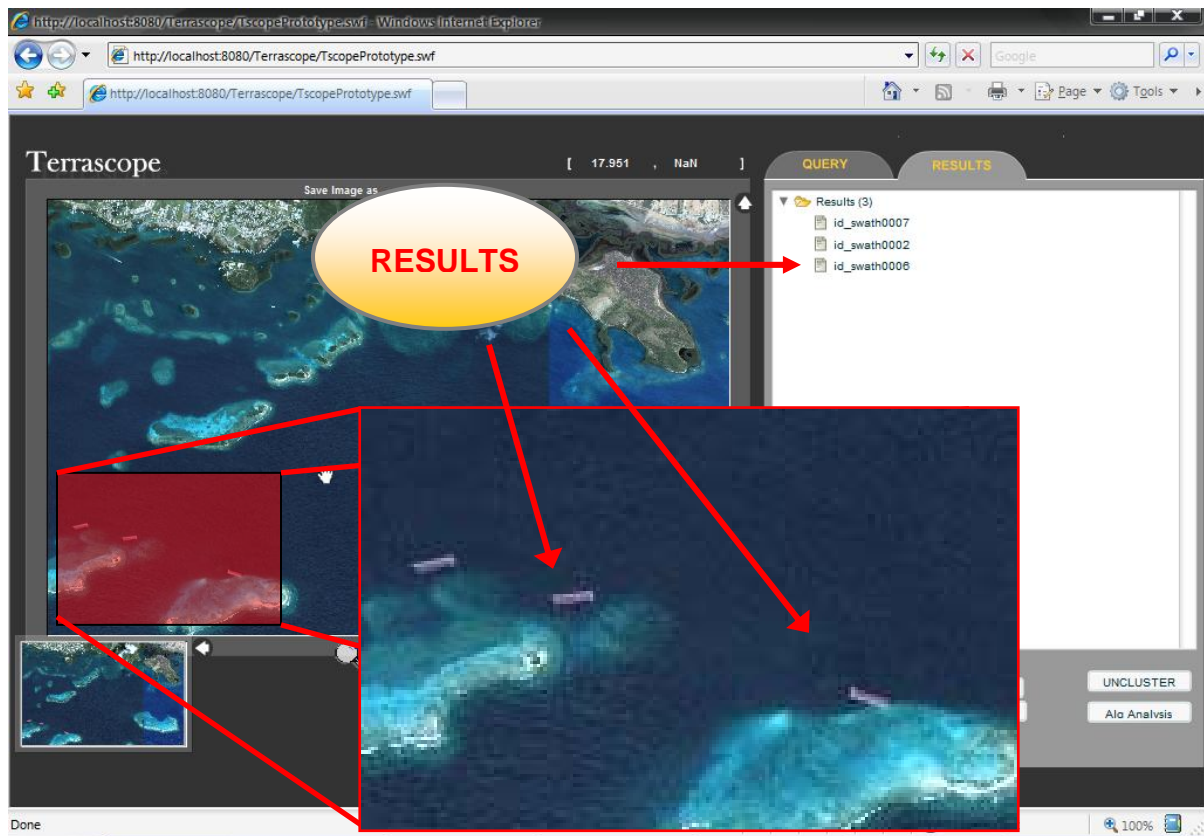 http://localhost:8080/Terrascope/TscopePrototype.swf - Windows Internet Explorer
http://localhost:8080/Terrascope/TscopePrototype.swf
Google
http://localhost:8080/Terrascope/TscopePrototype.swf
Page
Tools
Terrascope
[ 17.951 , NaN ]
QUERY
RESULTS
Save Image as
RESULTS
Results (3)
id_swath0007
id_swath0002
id_swath0006
UNCLUSTER
Alg Analysis
Done
100%